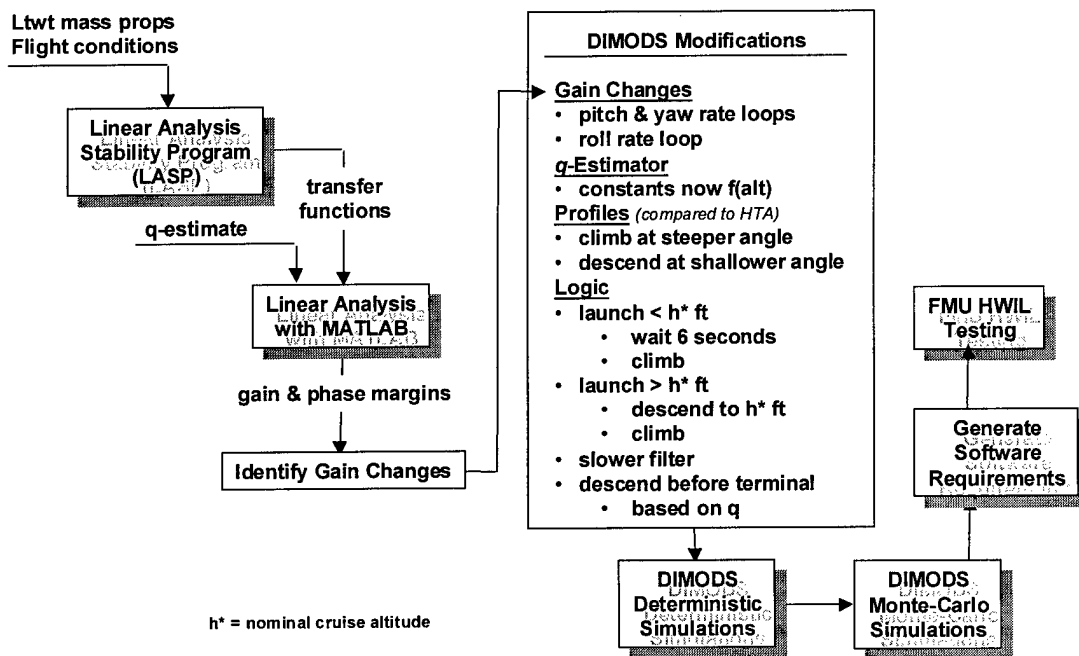 Ltwt mass props
Flight conditions
Linear Analysis
Stability Program
(LASP)
transfer
functions
q-estimate
Linear Analysis
with MATLAB
gain & phase margins
Identify Gain Changes
h* = nominal cruise altitude
DIMODS Modifications
Gain Changes
• pitch & yaw rate loops
• roll rate loop
q-Estimator
• constants now f(alt)
Profiles (compared to HTA)
• climb at steeper angle
• descend at shallower angle
Logic
• launch < h* ft
• wait 6 seconds
• climb
• launch > h* ft
• descend to h* ft
• climb
• slower filter
• descend before terminal
• based on q
DIMODS
Deterministic
Simulations
DIMODS
Monte-Carlo
Simulations
Generate
Software
Requirements
FMU HWIL
Testing